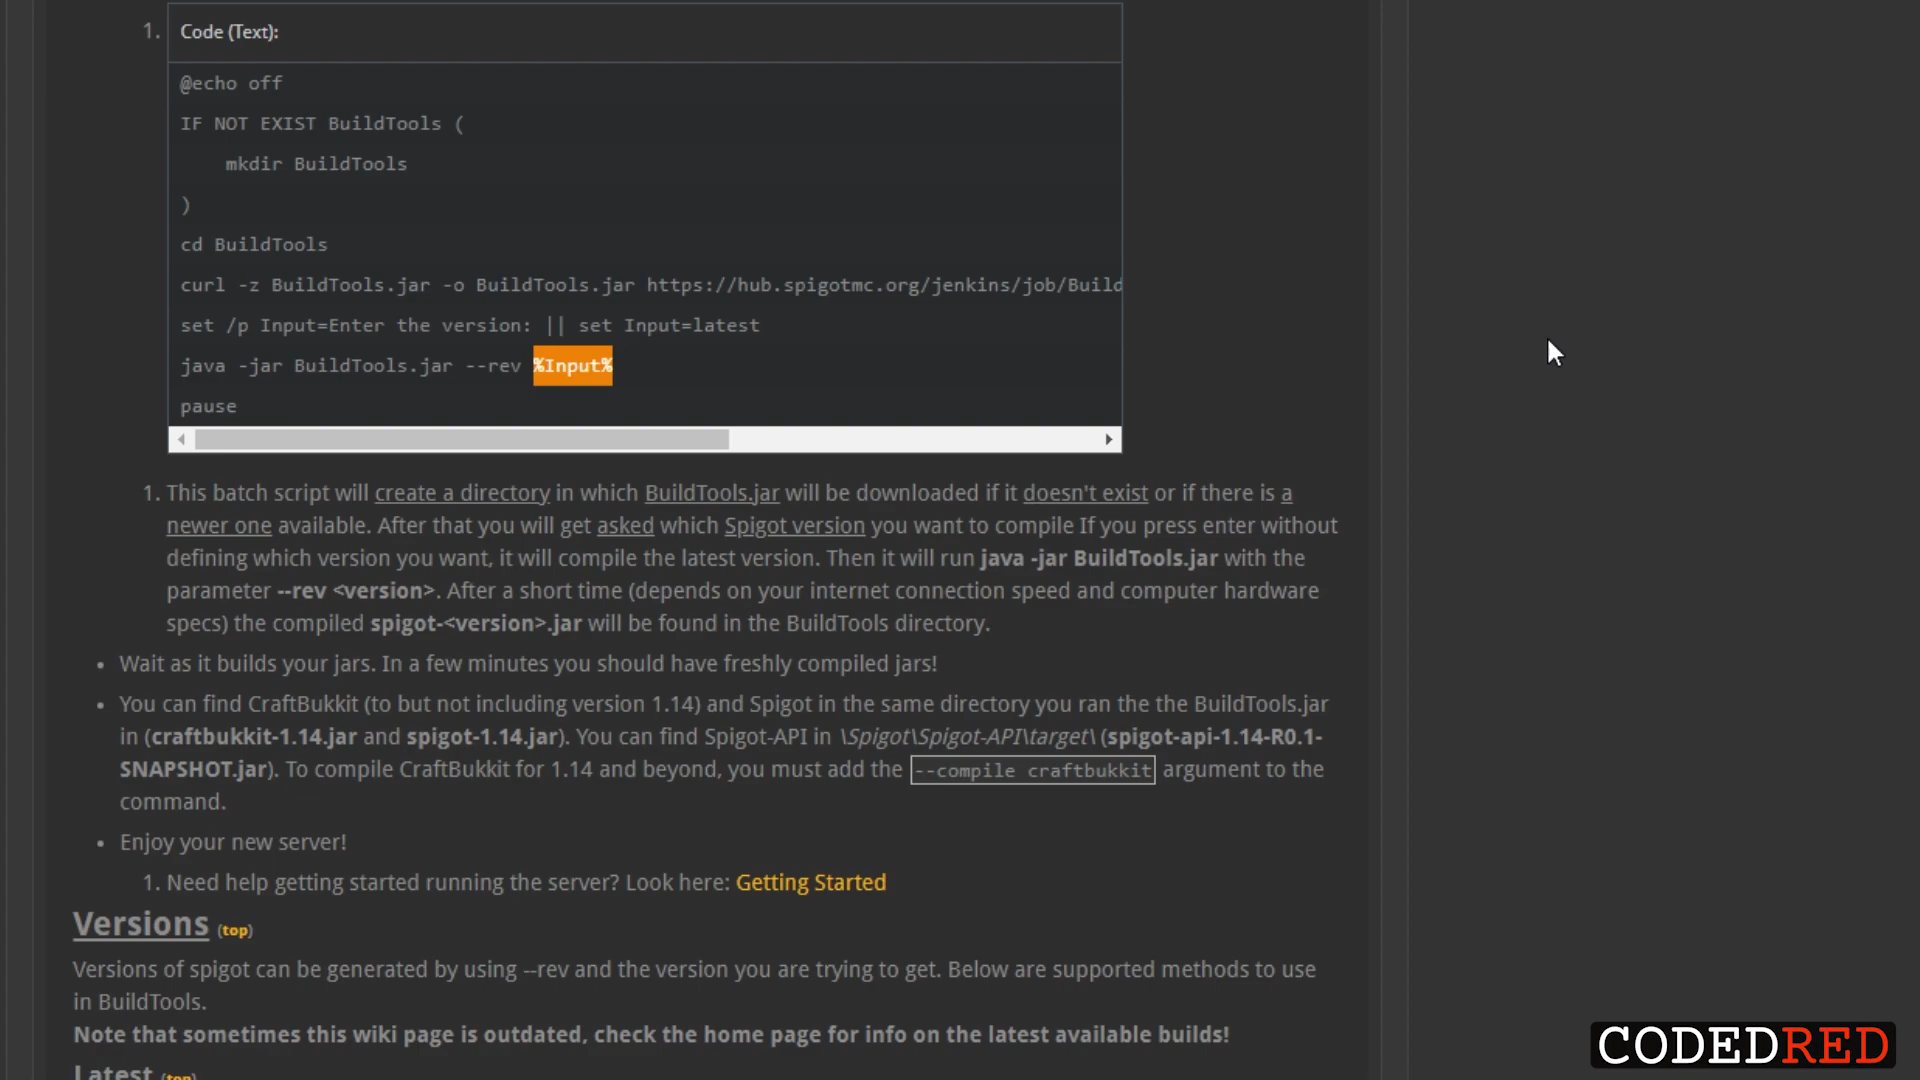 1. Code (Text):
@echo off
IF NOT EXIST BuildTools (
    mkdir BuildTools
)
cd BuildTools
curl -z BuildTools.jar -o BuildTools.jar https://hub.spigotmc.org/jenkins/job/Build
set /p Input=Enter the version: || set Input=latest
java -jar BuildTools.jar --rev %Input%
pause
1. This batch script will create a directory in which BuildTools.jar will be downloaded if it doesn't exist or if there is a
newer one available. After that you will get asked which Spigot version you want to compile If you press enter without
defining which version you want, it will compile the latest version. Then it will run java -jar BuildTools.jar with the
parameter --rev <version>. After a short time (depends on your internet connection speed and computer hardware
specs) the compiled spigot-<version>.jar will be found in the BuildTools directory.
• Wait as it builds your jars. In a few minutes you should have freshly compiled jars!
• You can find CraftBukkit (to but not including version 1.14) and Spigot in the same directory you ran the the BuildTools.jar
in (craftbukkit-1.14.jar and spigot-1.14.jar). You can find Spigot-API in \Spigot\Spigot-API\target\ (spigot-api-1.14-R0.1-
SNAPSHOT.jar). To compile CraftBukkit for 1.14 and beyond, you must add the --compile craftbukkit argument to the
command.
• Enjoy your new server!
1. Need help getting started running the server? Look here: Getting Started
Versions (top)
Versions of spigot can be generated by using --rev and the version you are trying to get. Below are supported methods to use
in BuildTools.
Note that sometimes this wiki page is outdated, check the home page for info on the latest available builds!
Latest (top)
CODEDRED